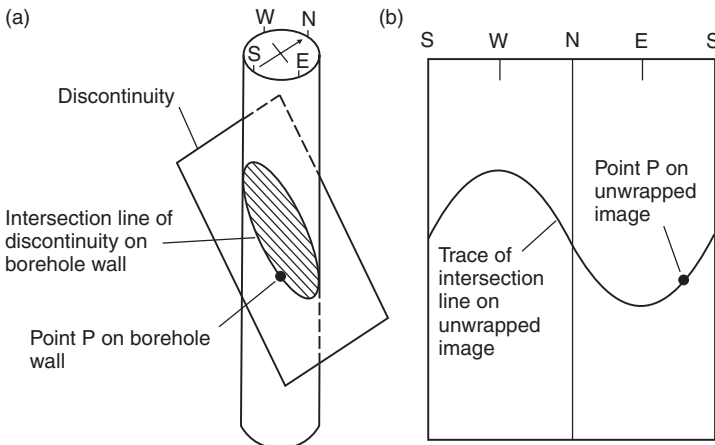 (a)
W
N
S
E
Discontinuity
Intersection line of
discontinuity on
borehole wall
Point P on borehole
wall
(b)
S W N E S
Point P on
unwrapped
image
Trace of
intersection
line on
unwrapped
image